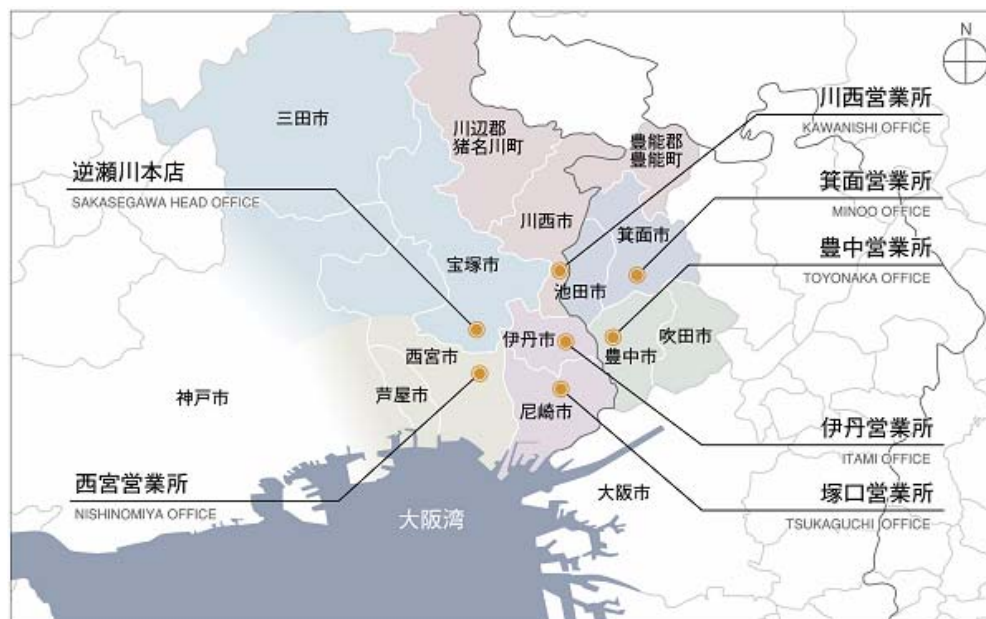 N
三田市
川辺郡
猪名川町
豊能郡
豊能町
川西営業所
KAWANISHI OFFICE
逆瀬川本店
SAKASEGAWA HEAD OFFICE
箕面営業所
MINOO OFFICE
川西市
箕面市
豊中営業所
TOYONAKA OFFICE
宝塚市
池田市
伊丹市
吹田市
豊中市
西宮市
芦屋市
神戸市
尼崎市
伊丹営業所
ITAMI OFFICE
西宮営業所
NISHINOMIYA OFFICE
大阪市
塚口営業所
TSUKAGUCHI OFFICE
大阪湾